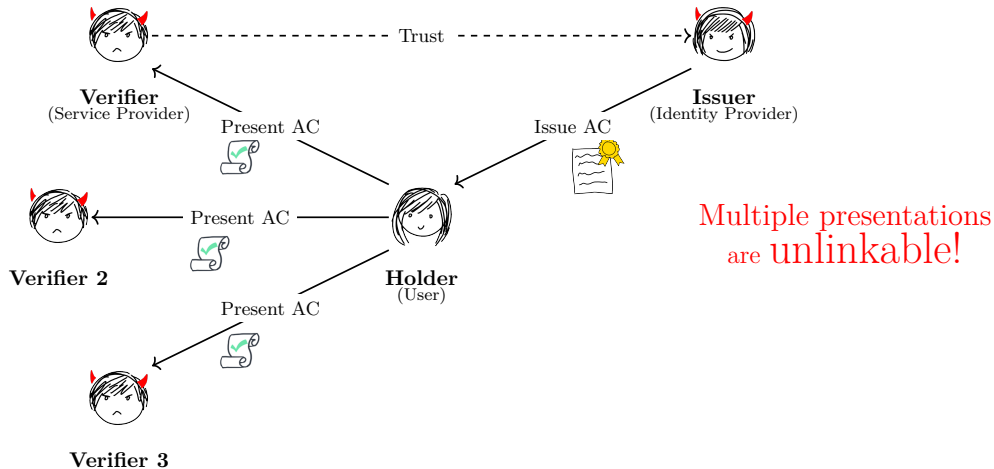 Trust
Verifier
(Service Provider)
Issuer
(Identity Provider)
Present AC
Issue AC
Present AC
Multiple presentations
are unlinkable!
Verifier 2
Holder
(User)
Present AC
Verifier 3